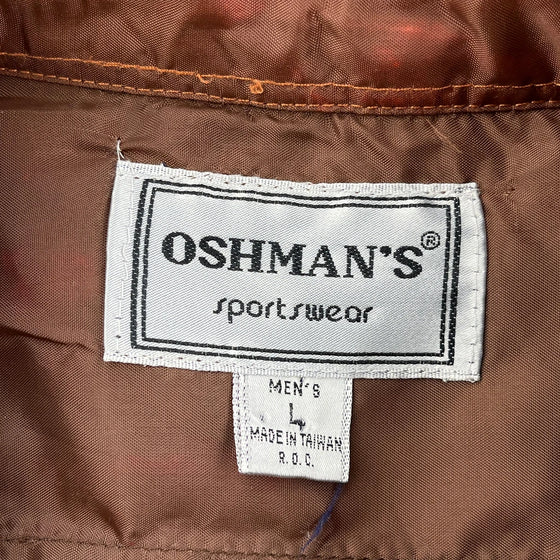 OSHMAN'S®
sportswear
MEN'S
L
MADE IN TAIWAN
R.O.C.